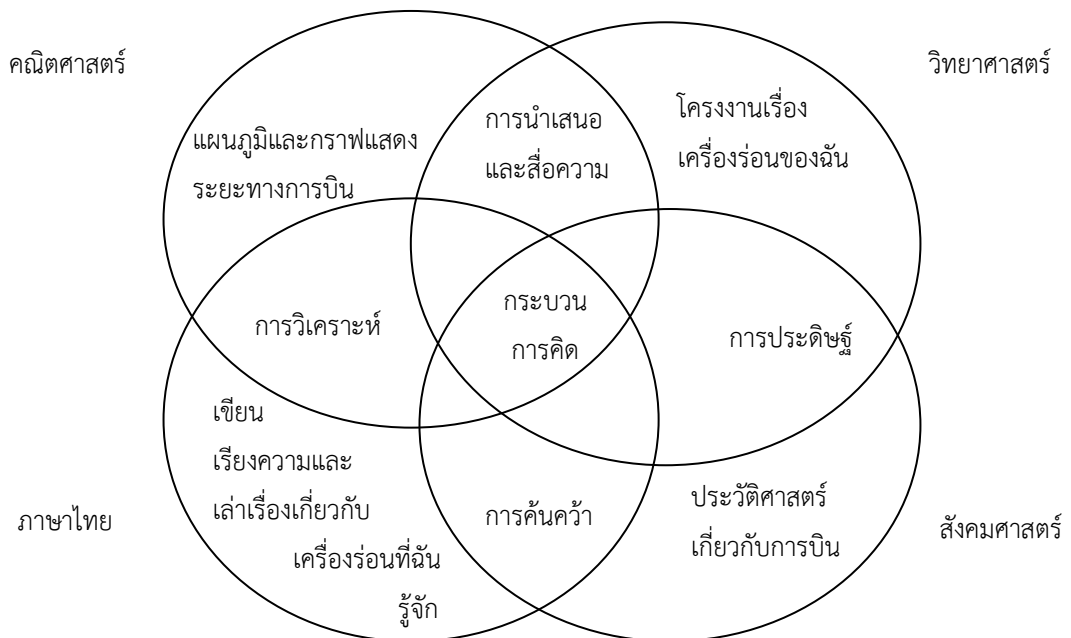 คณิตศาสตร์
วิทยาศาสตร์
แผนภูมิและกราฟแสดง
ระยะทางการบิน
การนำเสนอ
และสื่อความ
โครงงานเรื่อง
เครื่องร่อนของฉัน
การวิเคราะห์
กระบวน
การคิด
การประดิษฐ์
เขียน
เรียงความและ
เล่าเรื่องเกี่ยวกับ
เครื่องร่อนที่ฉัน
รู้จัก
การค้นคว้า
ประวัติศาสตร์
เกี่ยวกับการบิน
ภาษาไทย
สังคมศาสตร์